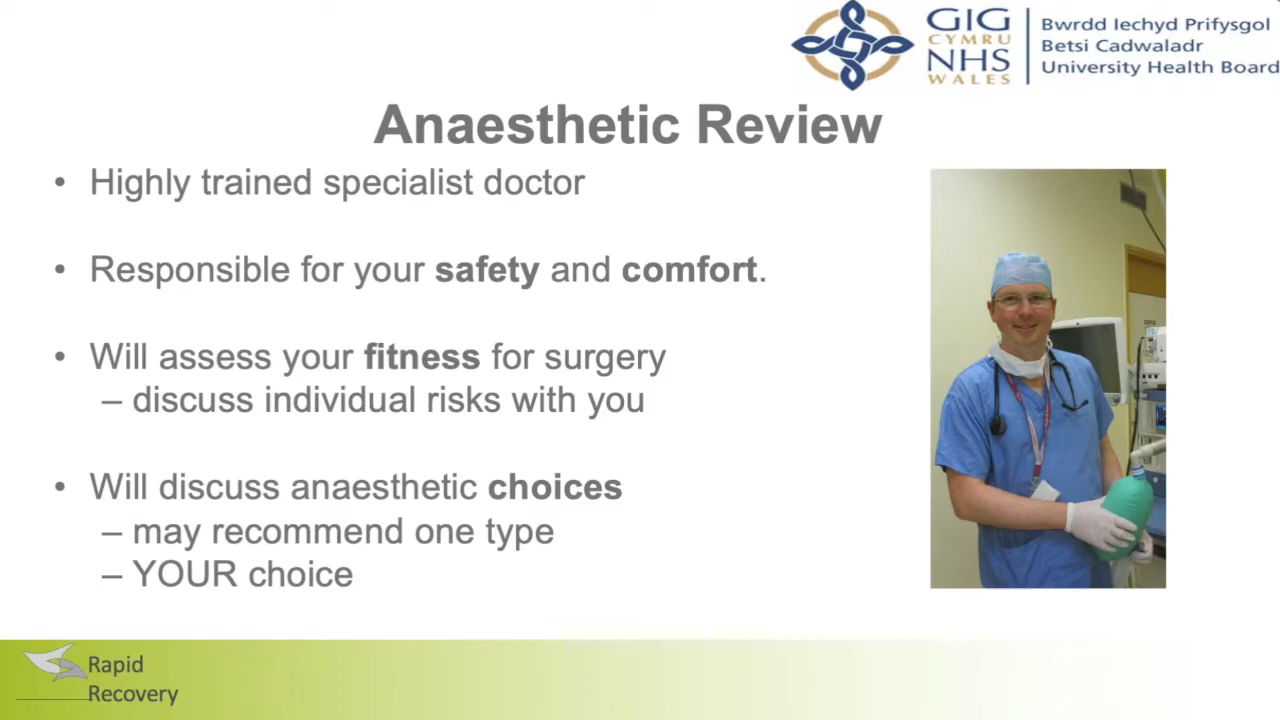 GIG
CYMRU
NHS
WALES
Bwrdd Iechyd Prifysgol
Betsi Cadwaladr
University Health Board
Anaesthetic Review
• Highly trained specialist doctor
• Responsible for your safety and comfort.
• Will assess your fitness for surgery
– discuss individual risks with you
• Will discuss anaesthetic choices
– may recommend one type
– YOUR choice
Rapid
Recovery